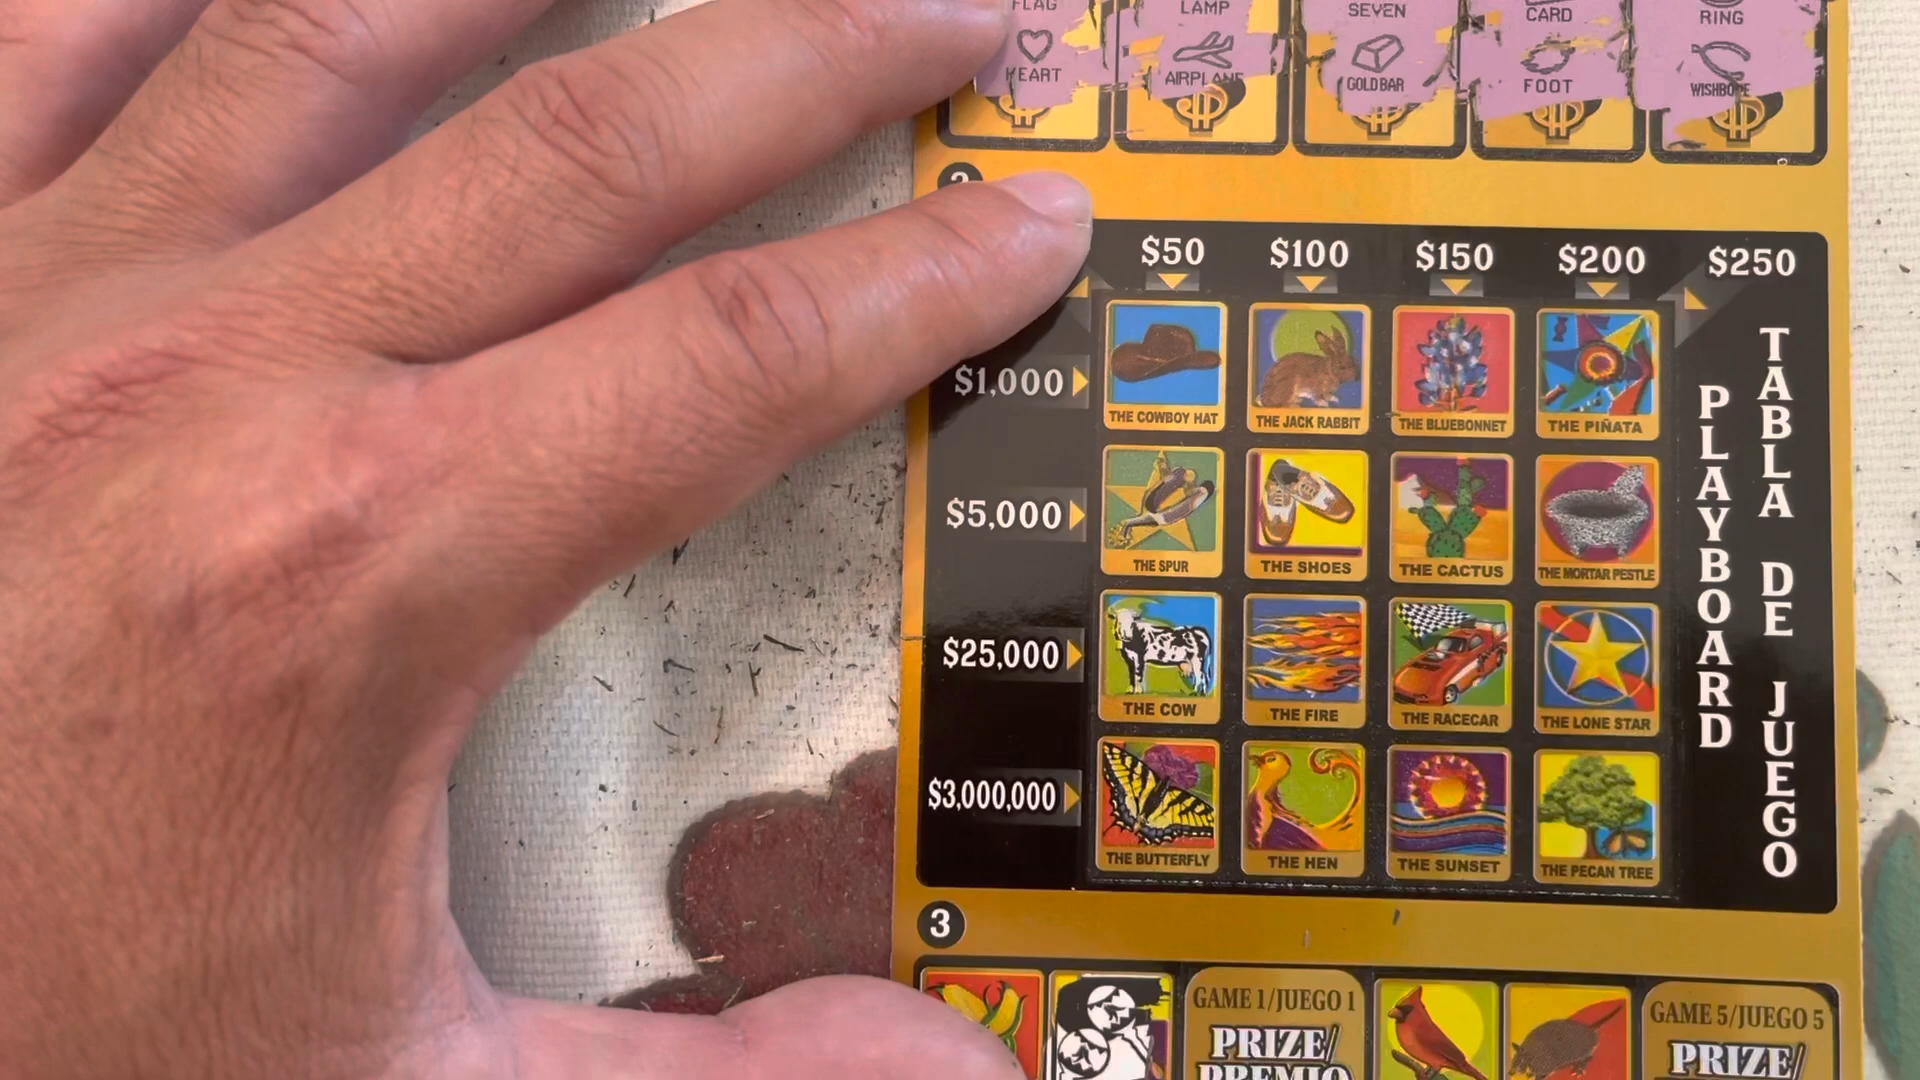 FLAG LAMP SEVEN CARD RING
HEART AIRPLANE GOLD BAR FOOT WISHBONE
$50 $100 $150 $200 $250
$1,000
THE COWBOY HAT THE JACK RABBIT THE BLUEBONNET THE PIÑATA
$5,000
THE SPUR THE SHOES THE CACTUS THE MORTAR PESTLE
$25,000
THE COW THE FIRE THE RACECAR THE LONE STAR
$3,000,000
THE BUTTERFLY THE HEN THE SUNSET THE PECAN TREE
PLAYBOARD
TABLA DE JUEGO
3
GAME 1/JUEGO 1
PRIZE/
PREMIO
GAME 5/JUEGO 5
PRIZE/